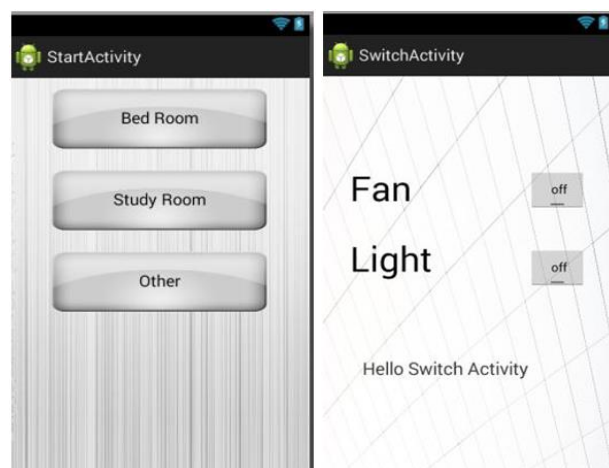 StartActivity
Bed Room
Study Room
Other
SwitchActivity
Fan
off
Light
off
Hello Switch Activity